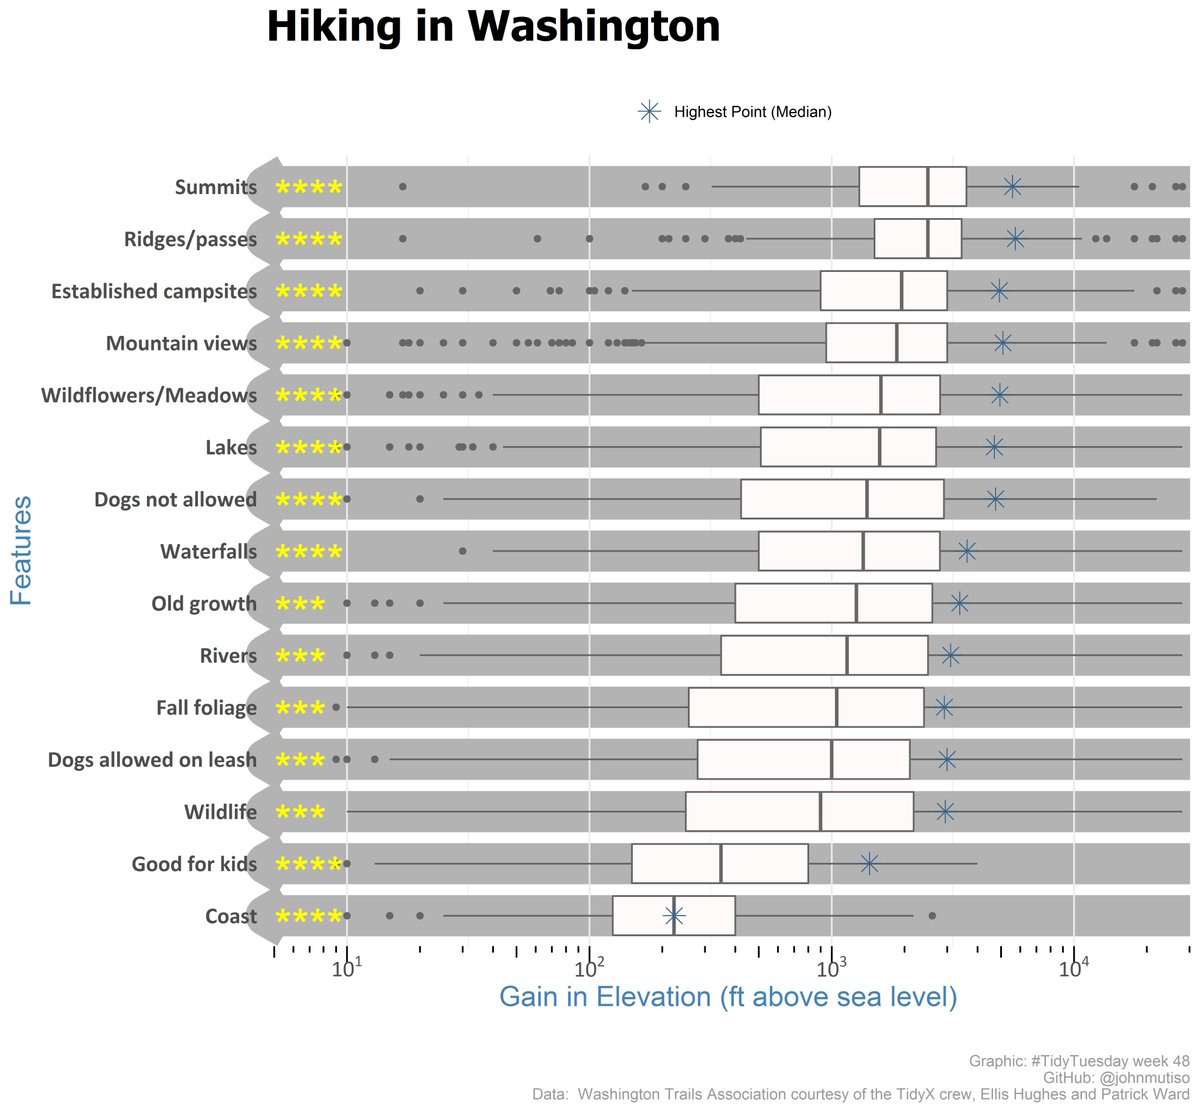 Hiking in Washington
Highest Point (Median)
Summits ****
Ridges/passes ****
Established campsites ****
Mountain views ****
Wildflowers/Meadows ****
Lakes ****
Dogs not allowed ****
Waterfalls ****
Old growth ***
Rivers ***
Fall foliage ***
Dogs allowed on leash ***
Wildlife ***
Good for kids ****
Coast ****
Features
10¹ 10² 10³ 10⁴
Gain in Elevation (ft above sea level)
Graphic: #TidyTuesday week 48
GitHub: @johnmutiso
Data: Washington Trails Association courtesy of the TidyX crew, Ellis Hughes and Patrick Ward